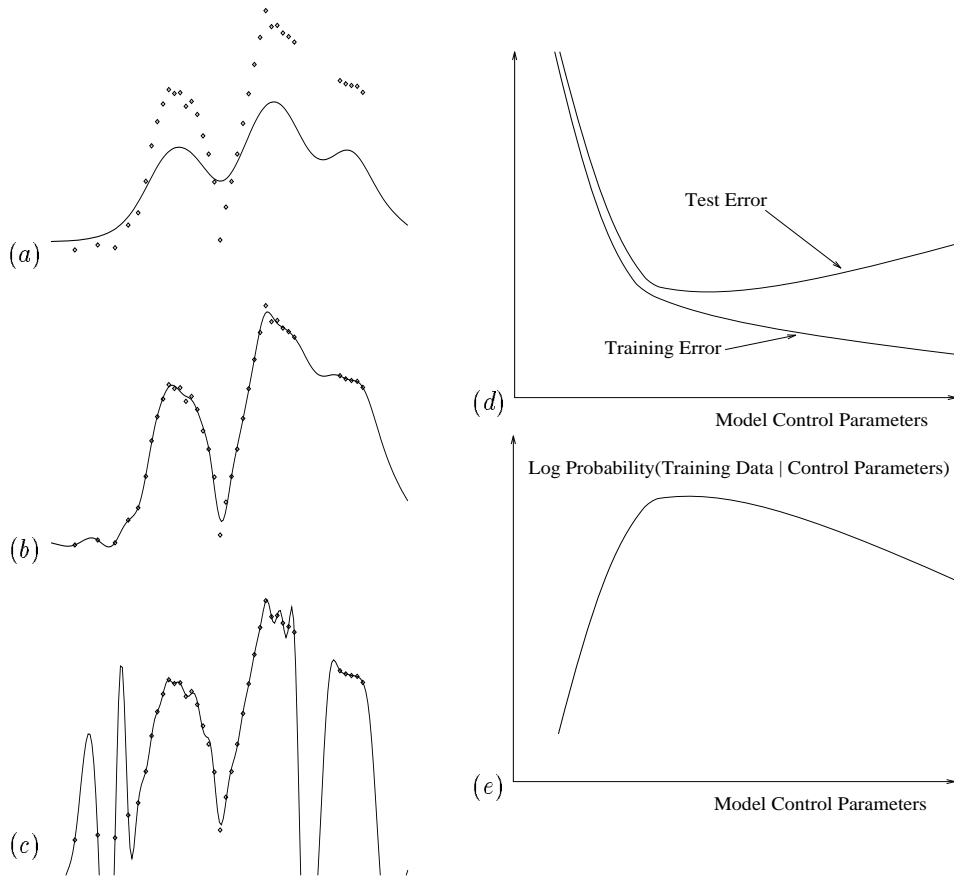 (a)
(b)
(c)
Test Error
Training Error
(d)
Model Control Parameters
Log Probability(Training Data | Control Parameters)
(e)
Model Control Parameters